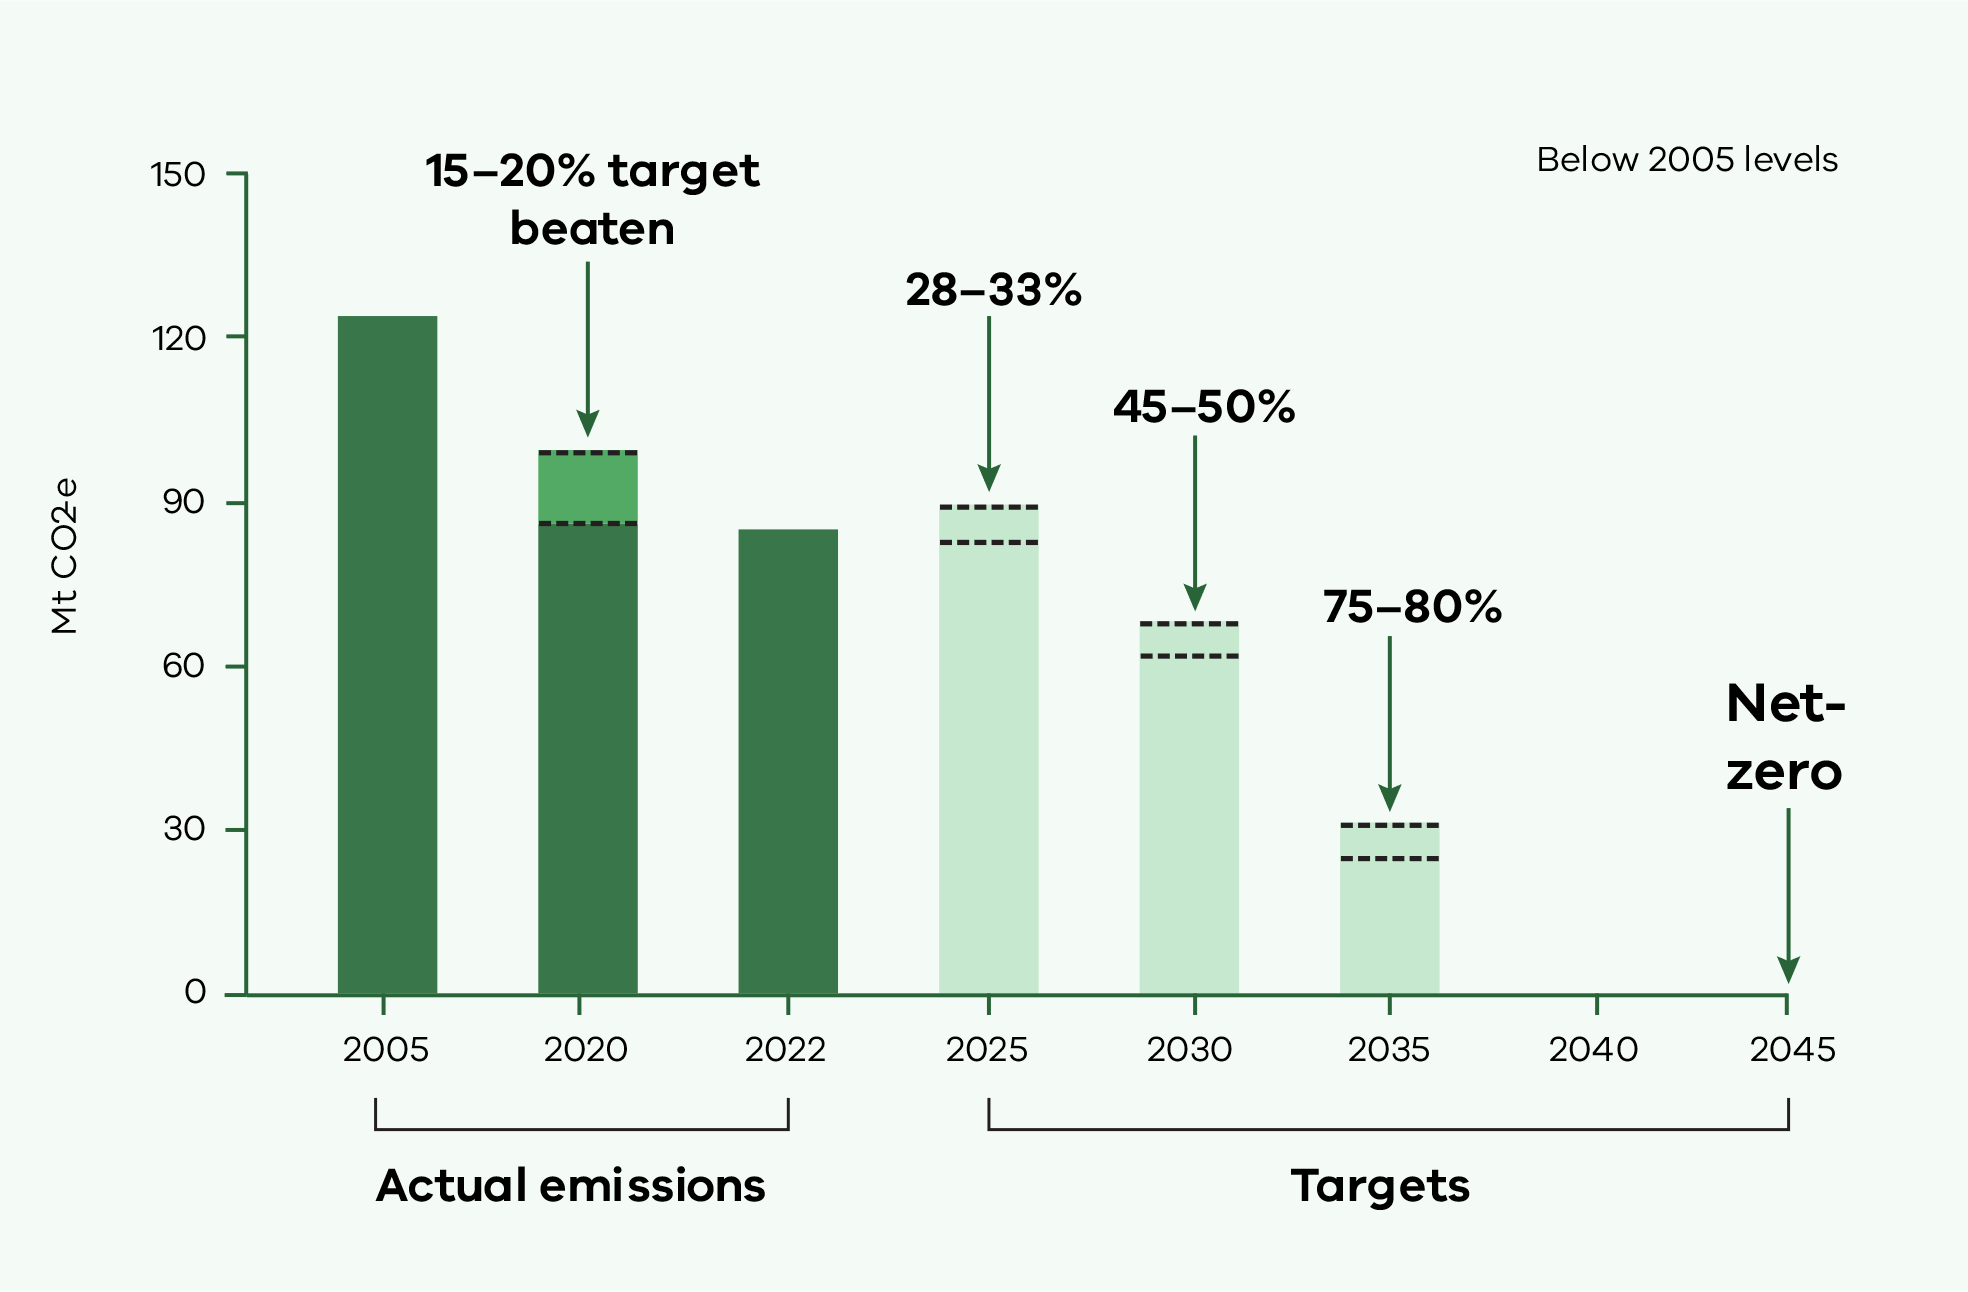 Below 2005 levels
15–20% target
beaten
28–33%
45–50%
75–80%
Net-
zero
Mt CO2-e
150
120
90
60
30
0
2005 2020 2022 2025 2030 2035 2040 2045
Actual emissions
Targets